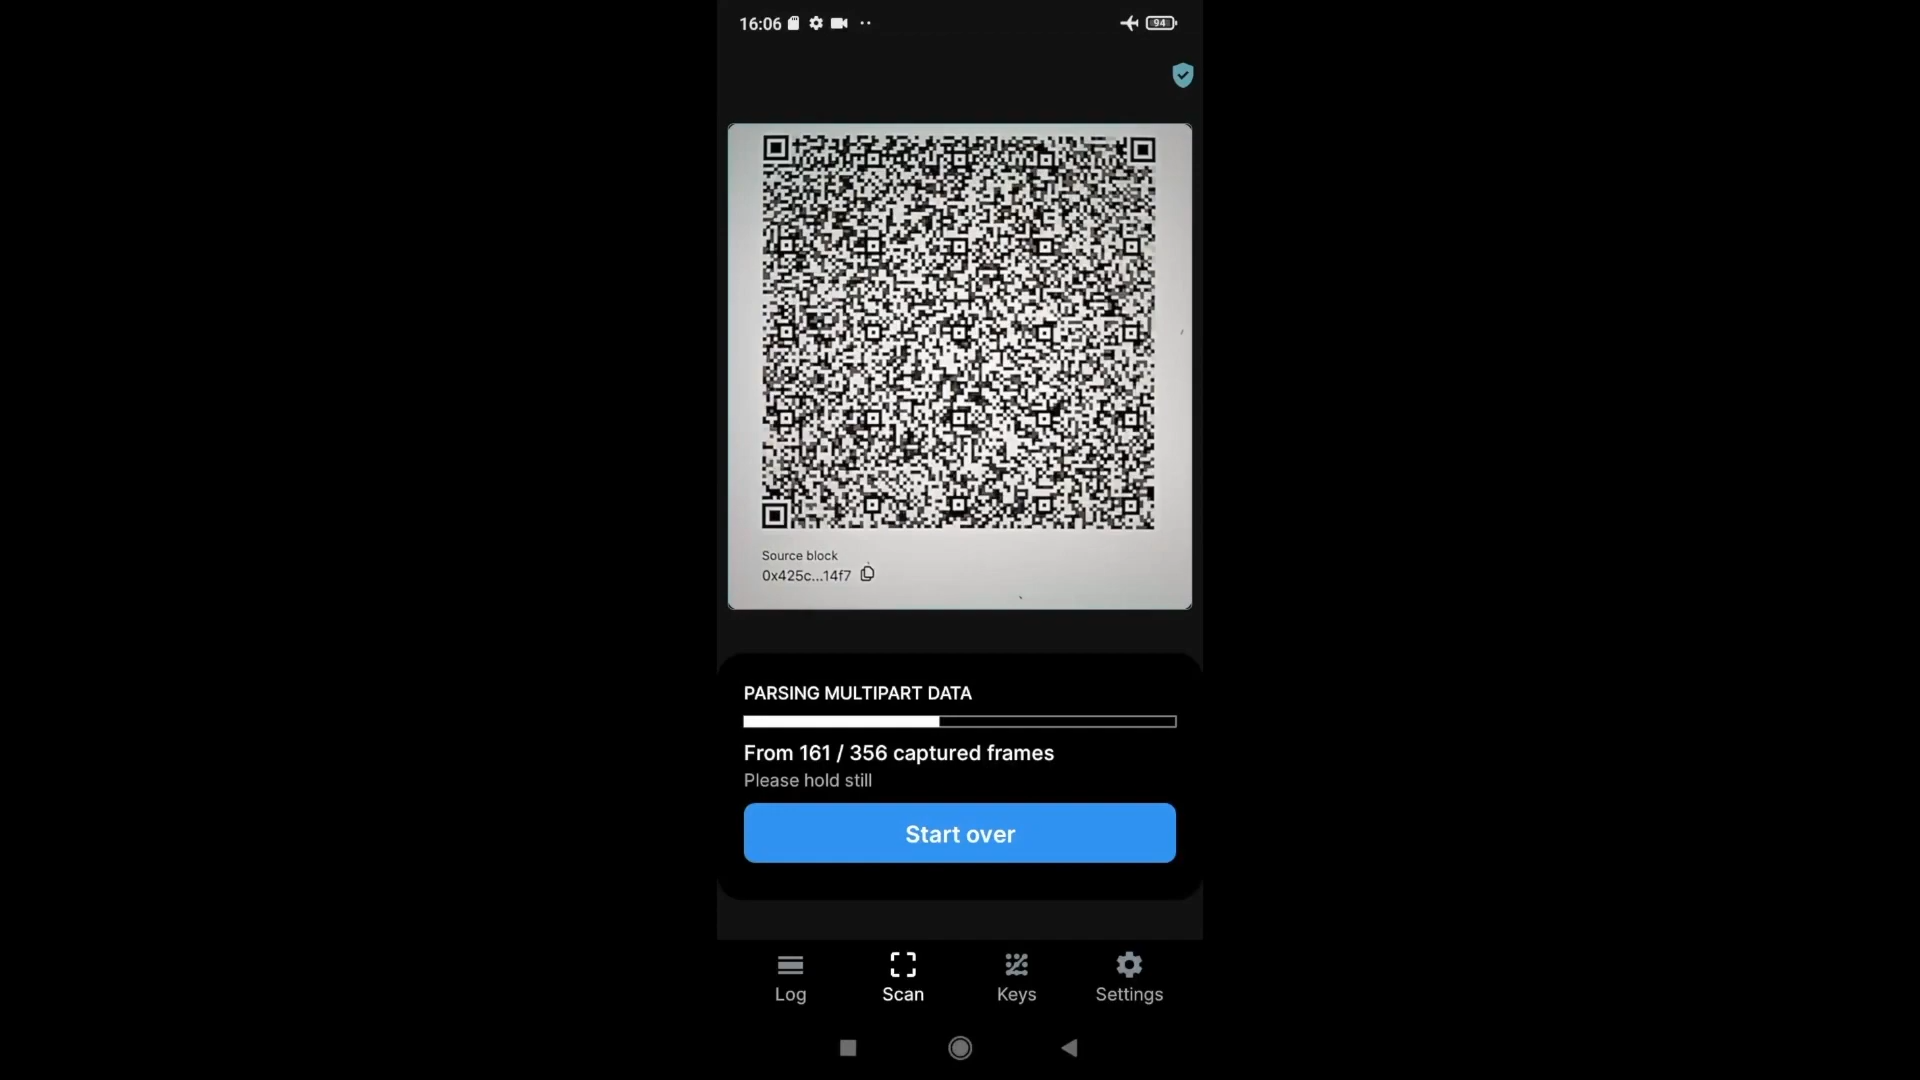 16:06
94
Source block
0x425c...14f7
PARSING MULTIPART DATA
From 161 / 356 captured frames
Please hold still
Start over
Log
Scan
Keys
Settings